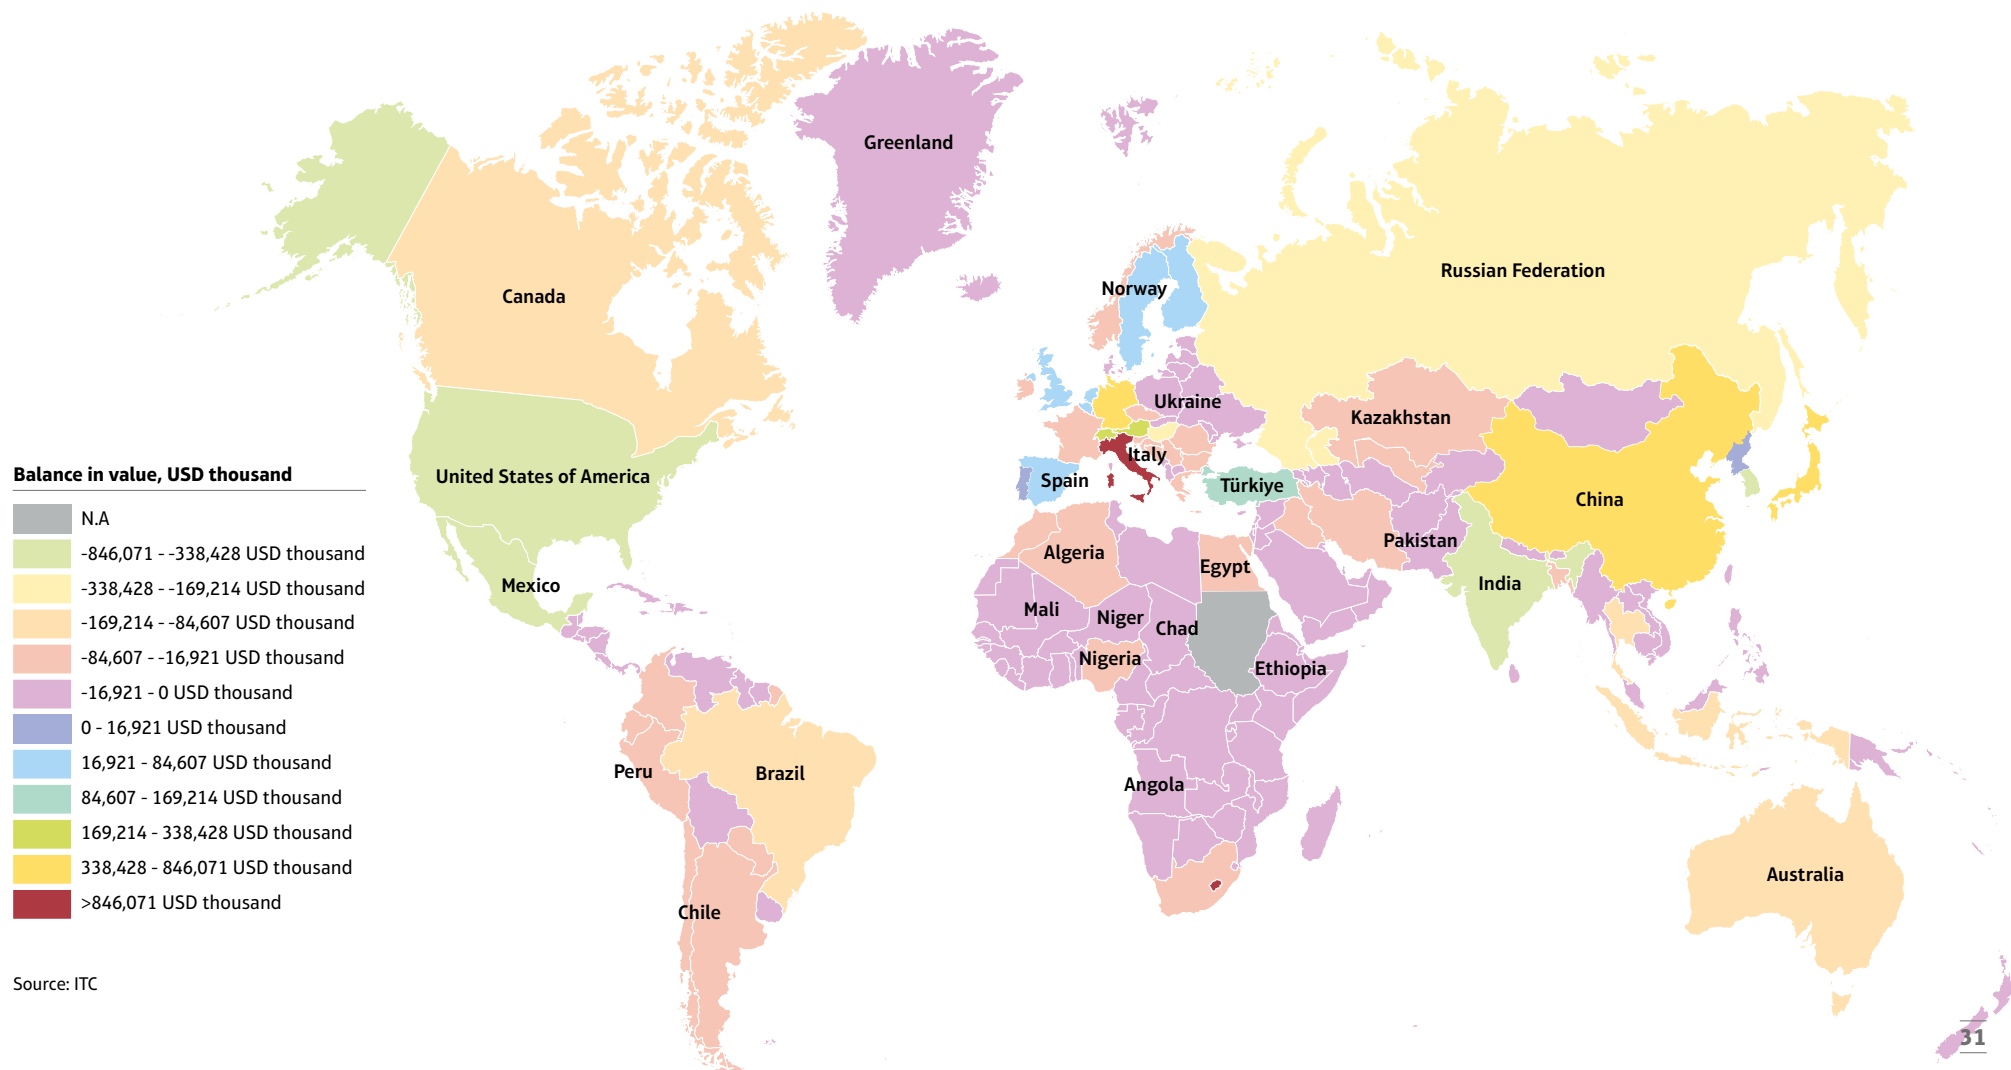 Greenland
Canada
Russian Federation
Norway
Ukraine
Kazakhstan
Italy
Balance in value, USD thousand
United States of America
Spain
Türkiye
China
N.A
-846,071 - -338,428 USD thousand
Algeria
Pakistan
Egypt
-338,428 - -169,214 USD thousand
Mexico
India
-169,214 - -84,607 USD thousand
Mali
Niger
Chad
-84,607 - -16,921 USD thousand
Nigeria
Ethiopia
-16,921 - 0 USD thousand
0 - 16,921 USD thousand
16,921 - 84,607 USD thousand
Peru
Brazil
Angola
84,607 - 169,214 USD thousand
169,214 - 338,428 USD thousand
338,428 - 846,071 USD thousand
Australia
>846,071 USD thousand
Chile
Source: ITC
31